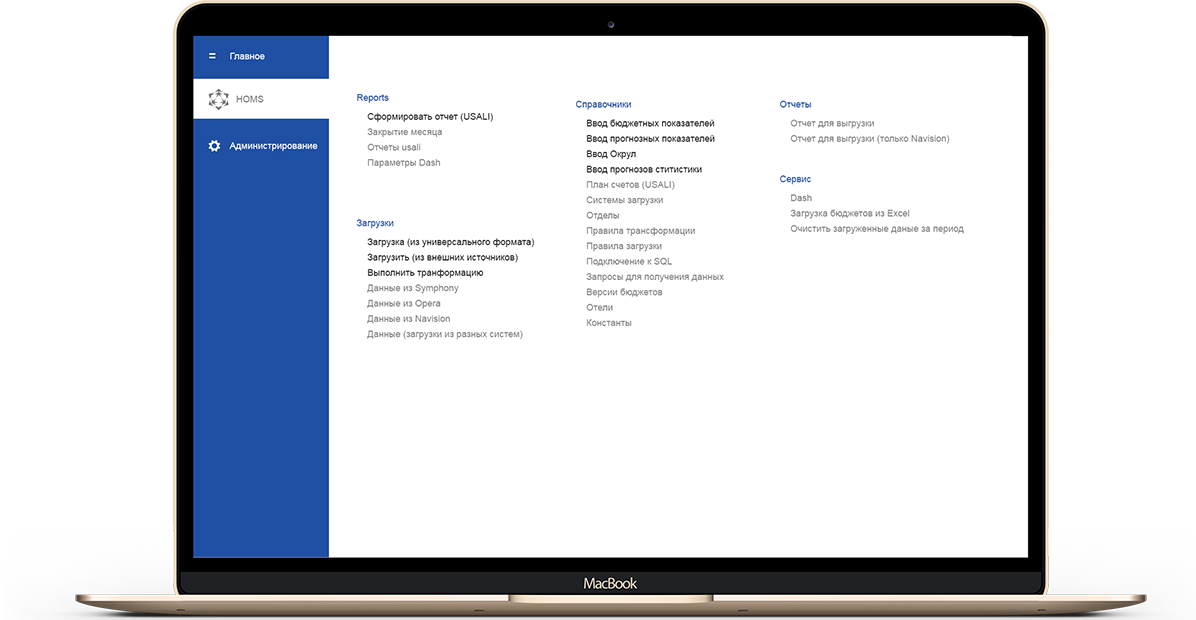 Главное
HOMS
Администрирование
Reports
Сформировать отчет (USALI)
Закрытие месяца
Отчеты usali
Параметры Dash
Загрузки
Загрузка (из универсального формата)
Загрузить (из внешних источников)
Выполнить транформацию
Данные из Symphony
Данные из Opera
Данные из Navision
Данные (загрузки из разных систем)
Справочники
Ввод бюджетных показателей
Ввод прогнозных показателей
Ввод Окрул
Ввод прогнозов ститистики
План счетов (USALI)
Системы загрузки
Отделы
Правила трансформации
Правила загрузки
Подключение к SQL
Запросы для получения данных
Версии бюджетов
Отели
Константы
Отчеты
Отчет для выгрузки
Отчет для выгрузки (только Navision)
Сервис
Dash
Загрузка бюджетов из Excel
Очистить загруженные даные за период
MacBook